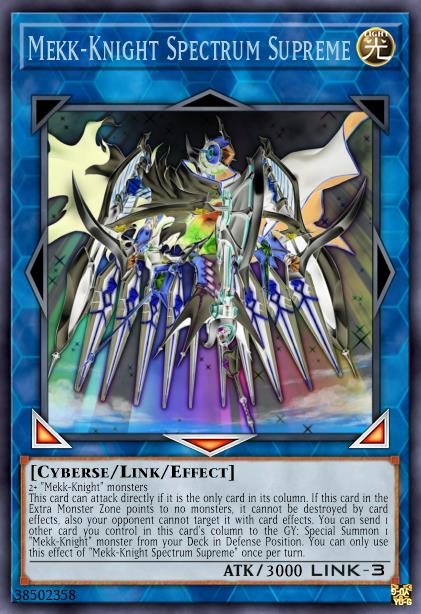 MEKK-KNIGHT SPECTRUM SUPREME
LIGHT
光
[CYBERSE/LINK/EFFECT]
2+ "Mekk-Knight" monsters
This card can attack directly if it is the only card in its column. If this card in the
Extra Monster Zone points to no monsters, it cannot be destroyed by card
effects, also your opponent cannot target it with card effects. You can send 1
other card you control in this card's column to the GY: Special Summon 1
"Mekk-Knight" monster from your Deck in Defense Position. You can only use
this effect of "Mekk-Knight Spectrum Supreme" once per turn.
ATK/3000 LINK-3
38502358